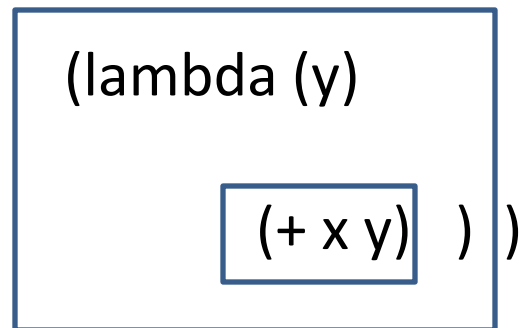 (lambda (y)
(+ x y) ) )